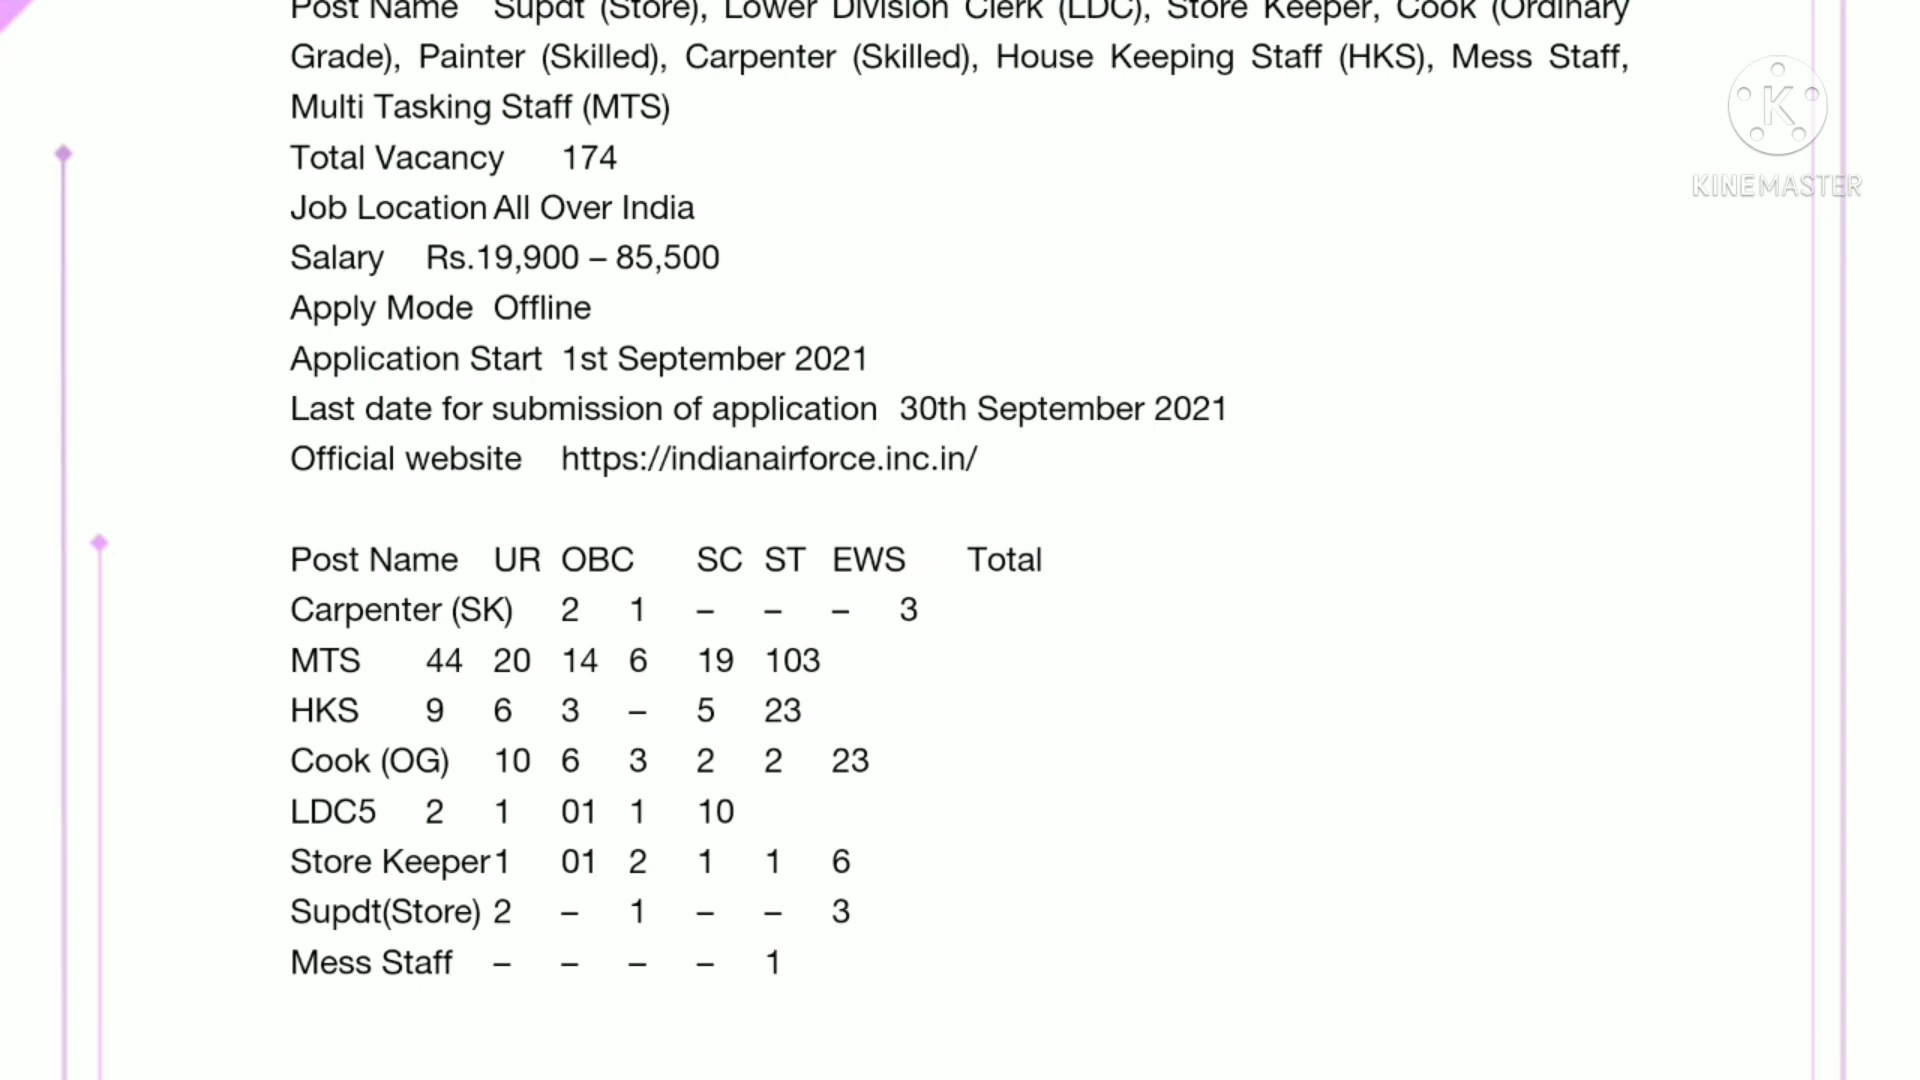 Post Name Supdt (Store), Lower Division Clerk (LDC), Store Keeper, Cook (Ordinary
Grade), Painter (Skilled), Carpenter (Skilled), House Keeping Staff (HKS), Mess Staff,
Multi Tasking Staff (MTS)
Total Vacancy 174
Job Location All Over India
Salary Rs.19,900 – 85,500
Apply Mode Offline
Application Start 1st September 2021
Last date for submission of application 30th September 2021
Official website https://indianairforce.inc.in/
Post Name UR OBC SC ST EWS Total
Carpenter (SK) 2 1 – – – 3
MTS 44 20 14 6 19 103
HKS 9 6 3 – 5 23
Cook (OG) 10 6 3 2 2 23
LDC5 2 1 01 1 10
Store Keeper1 01 2 1 1 6
Supdt(Store) 2 – 1 – – 3
Mess Staff – – – – 1
K
KINEMASTER